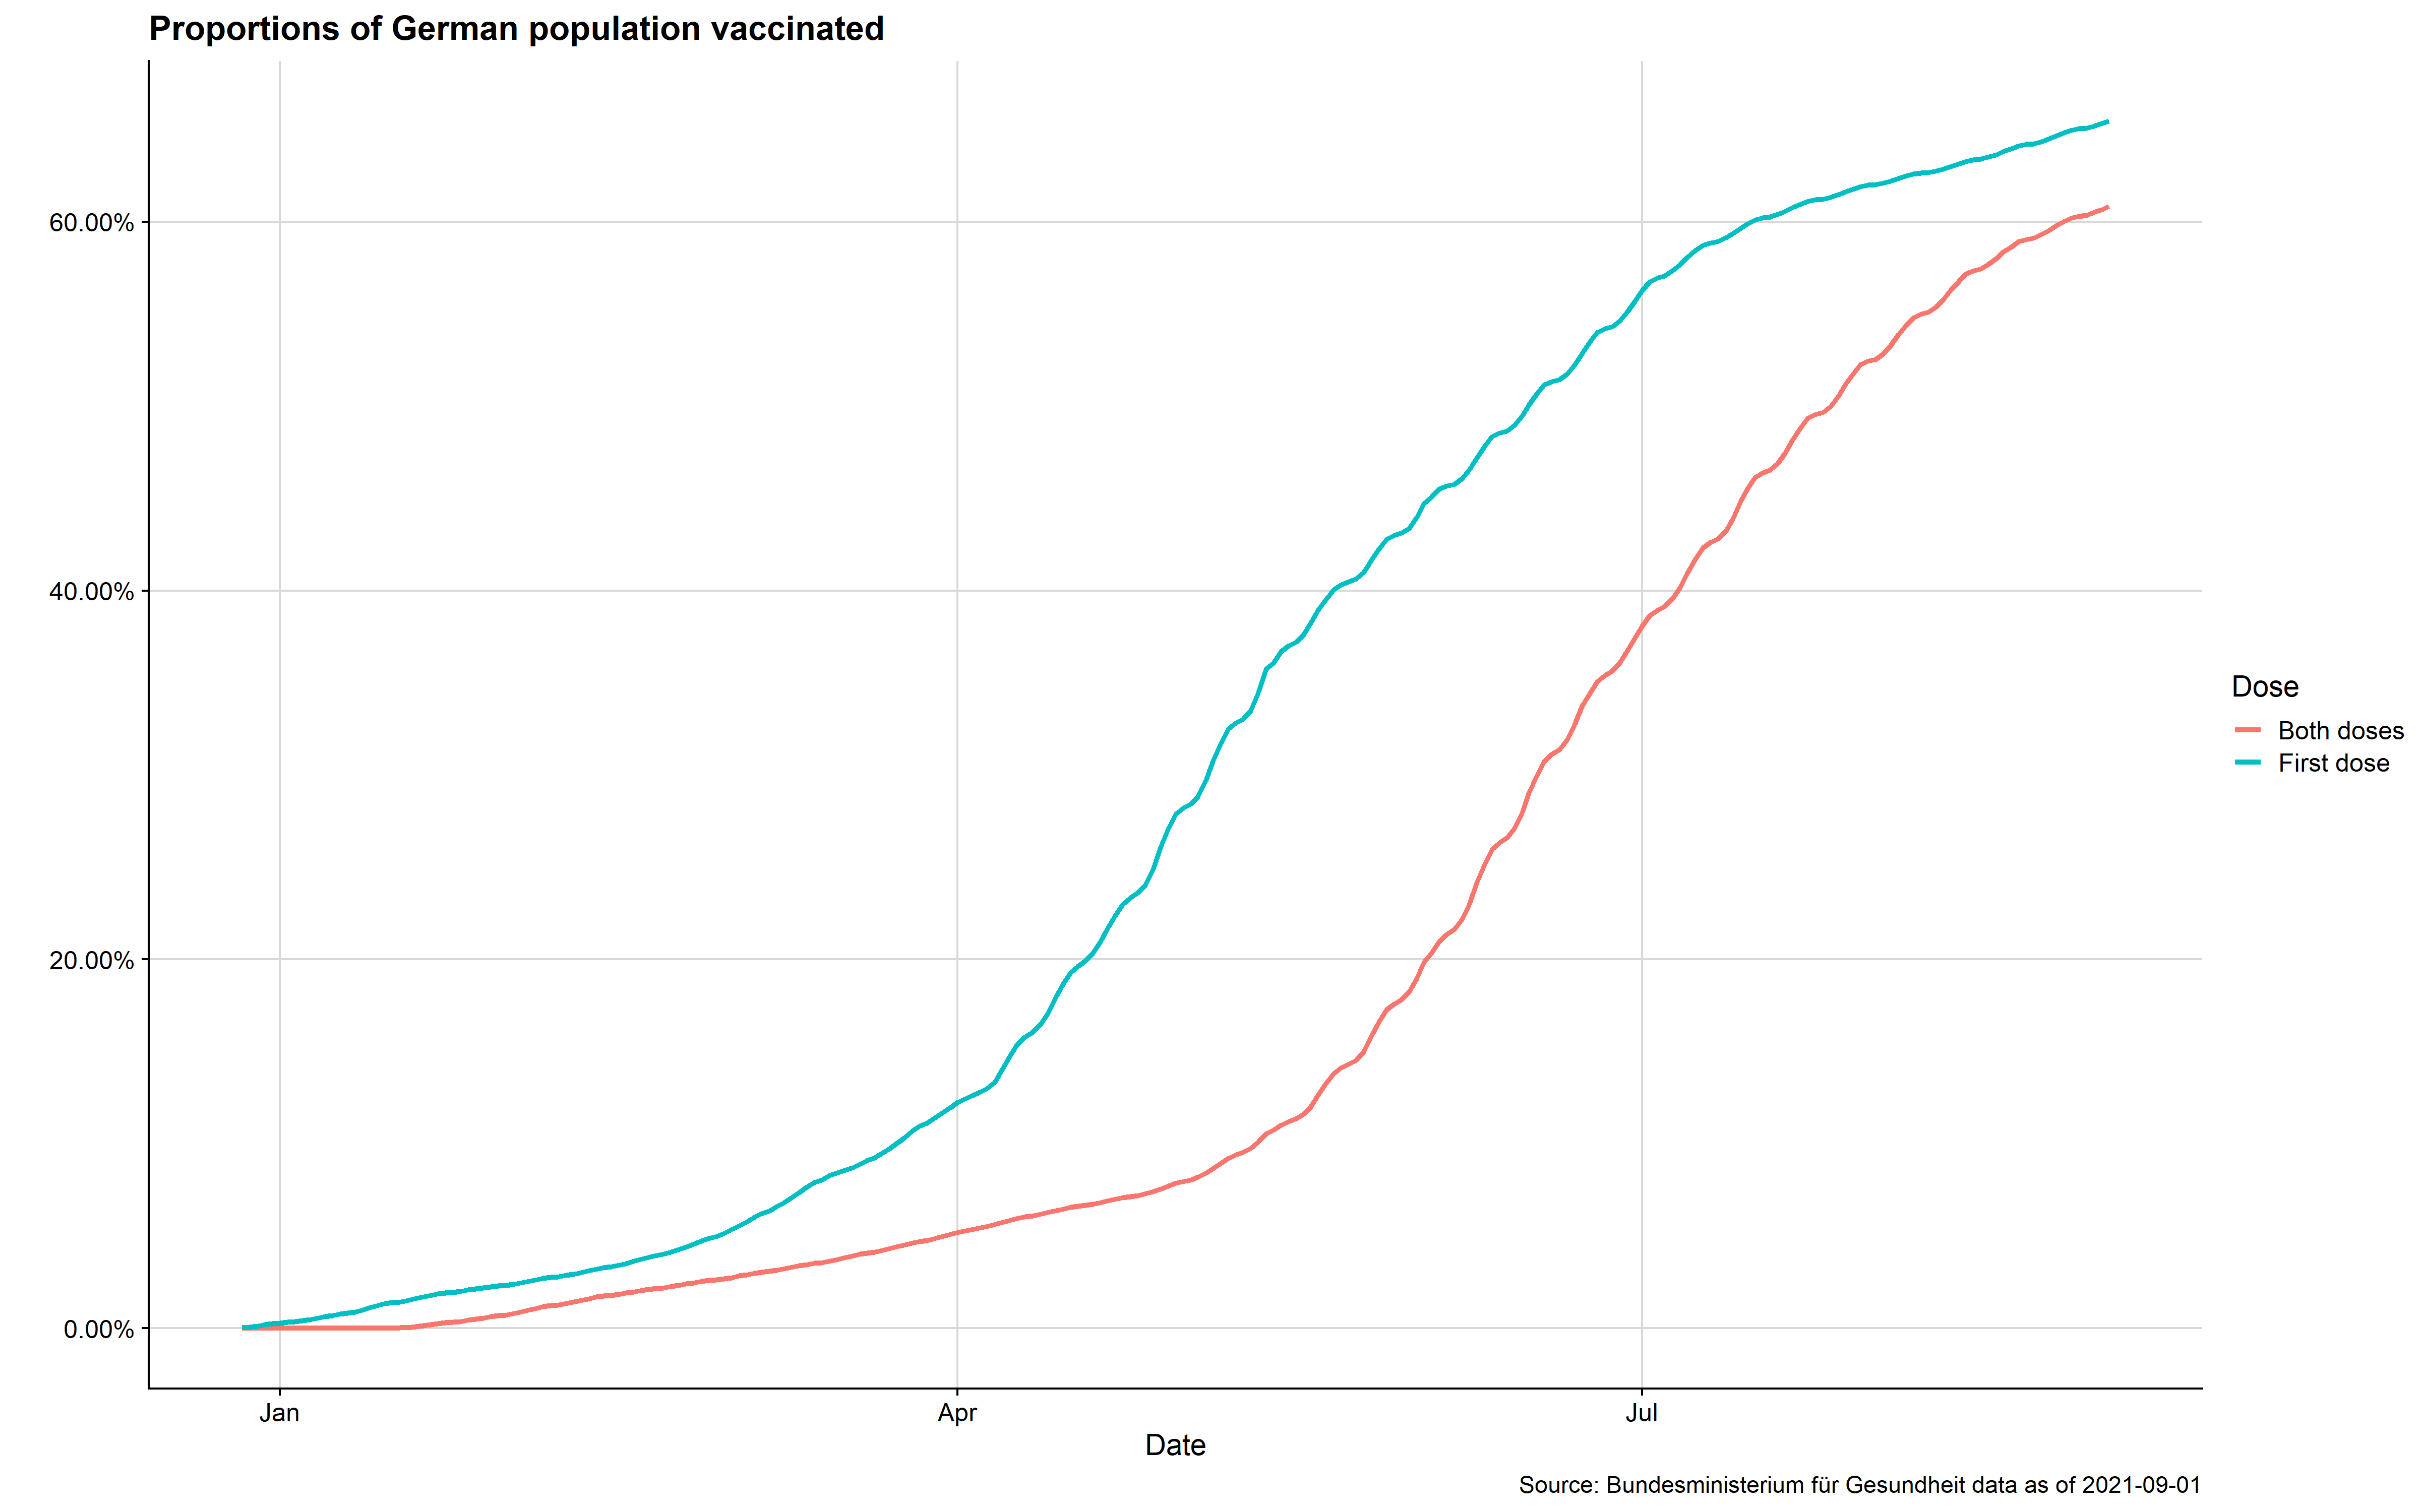 Proportions of German population vaccinated
60.00%
40.00%
20.00%
0.00%
Jan
Apr
Jul
Date
Dose
Both doses
First dose
Source: Bundesministerium für Gesundheit data as of 2021-09-01